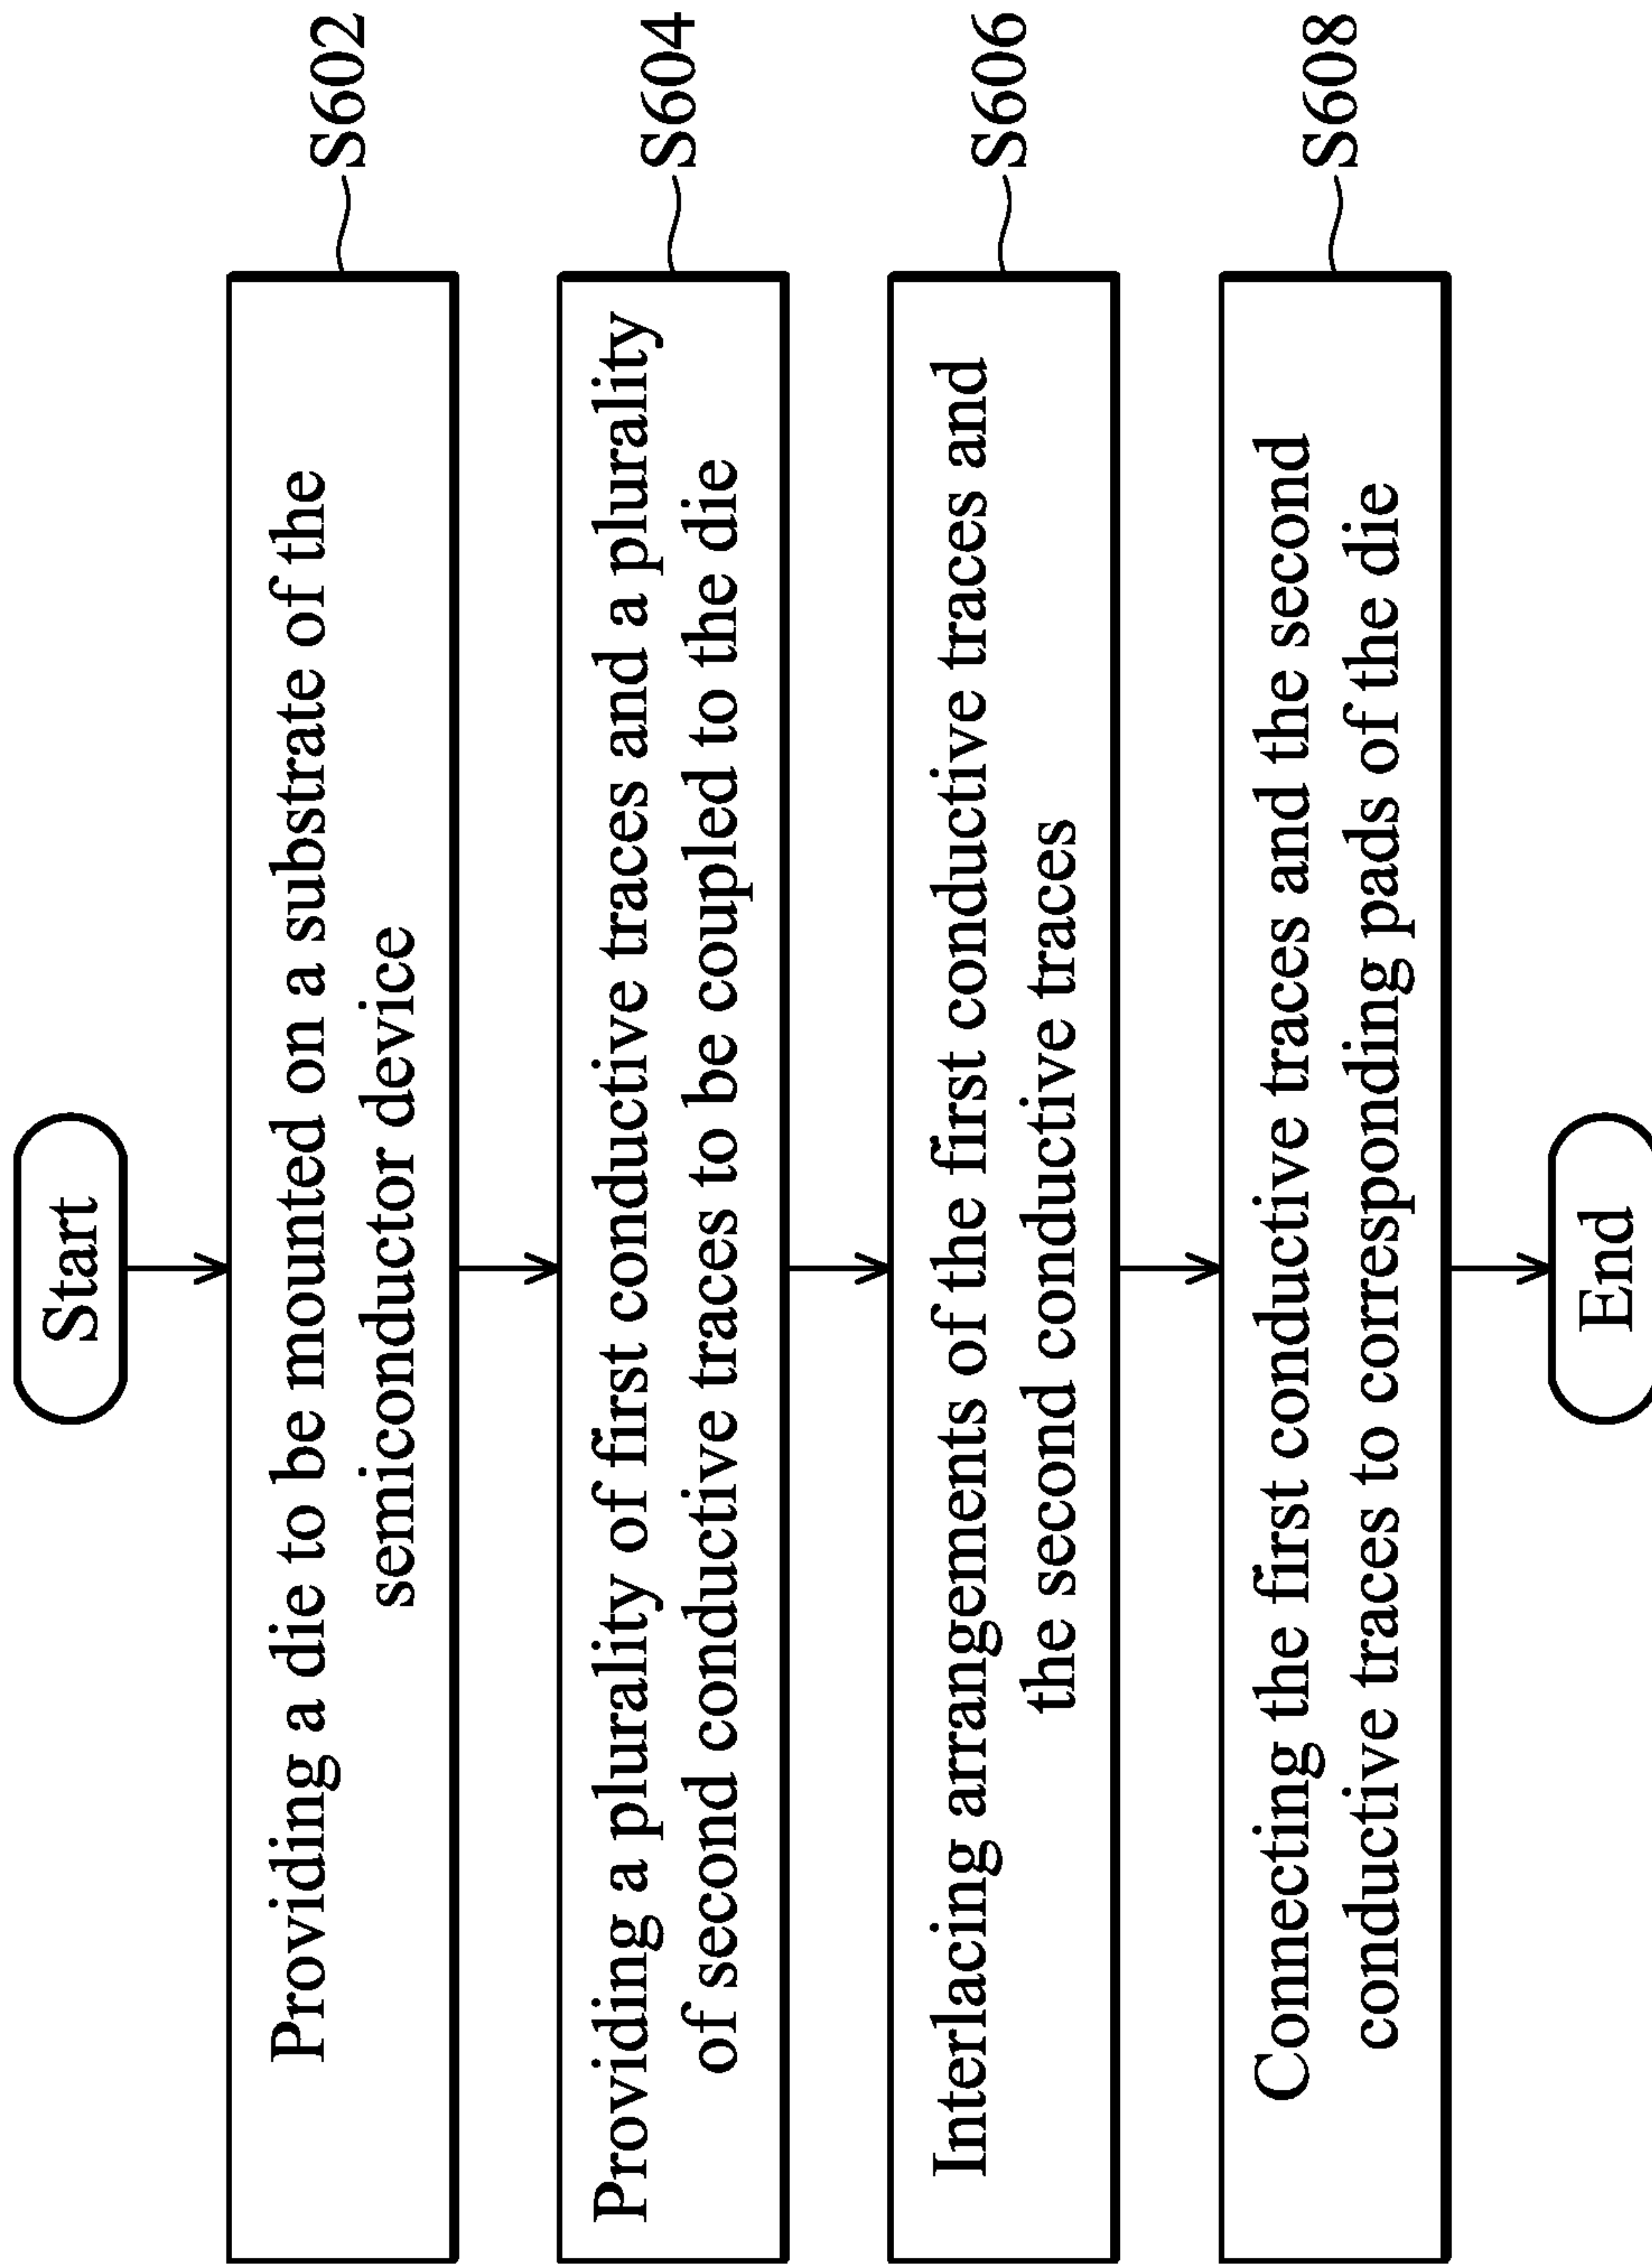 Start
Providing a die to be mounted on a substrate of the
semiconductor device
S602
Providing a plurality of first conductive traces and a plurality
of second conductive traces to be coupled to the die
S604
Interlacing arrangements of the first conductive traces and
the second conductive traces
S606
Connecting the first conductive traces and the second
conductive traces to corresponding pads of the die
S608
End